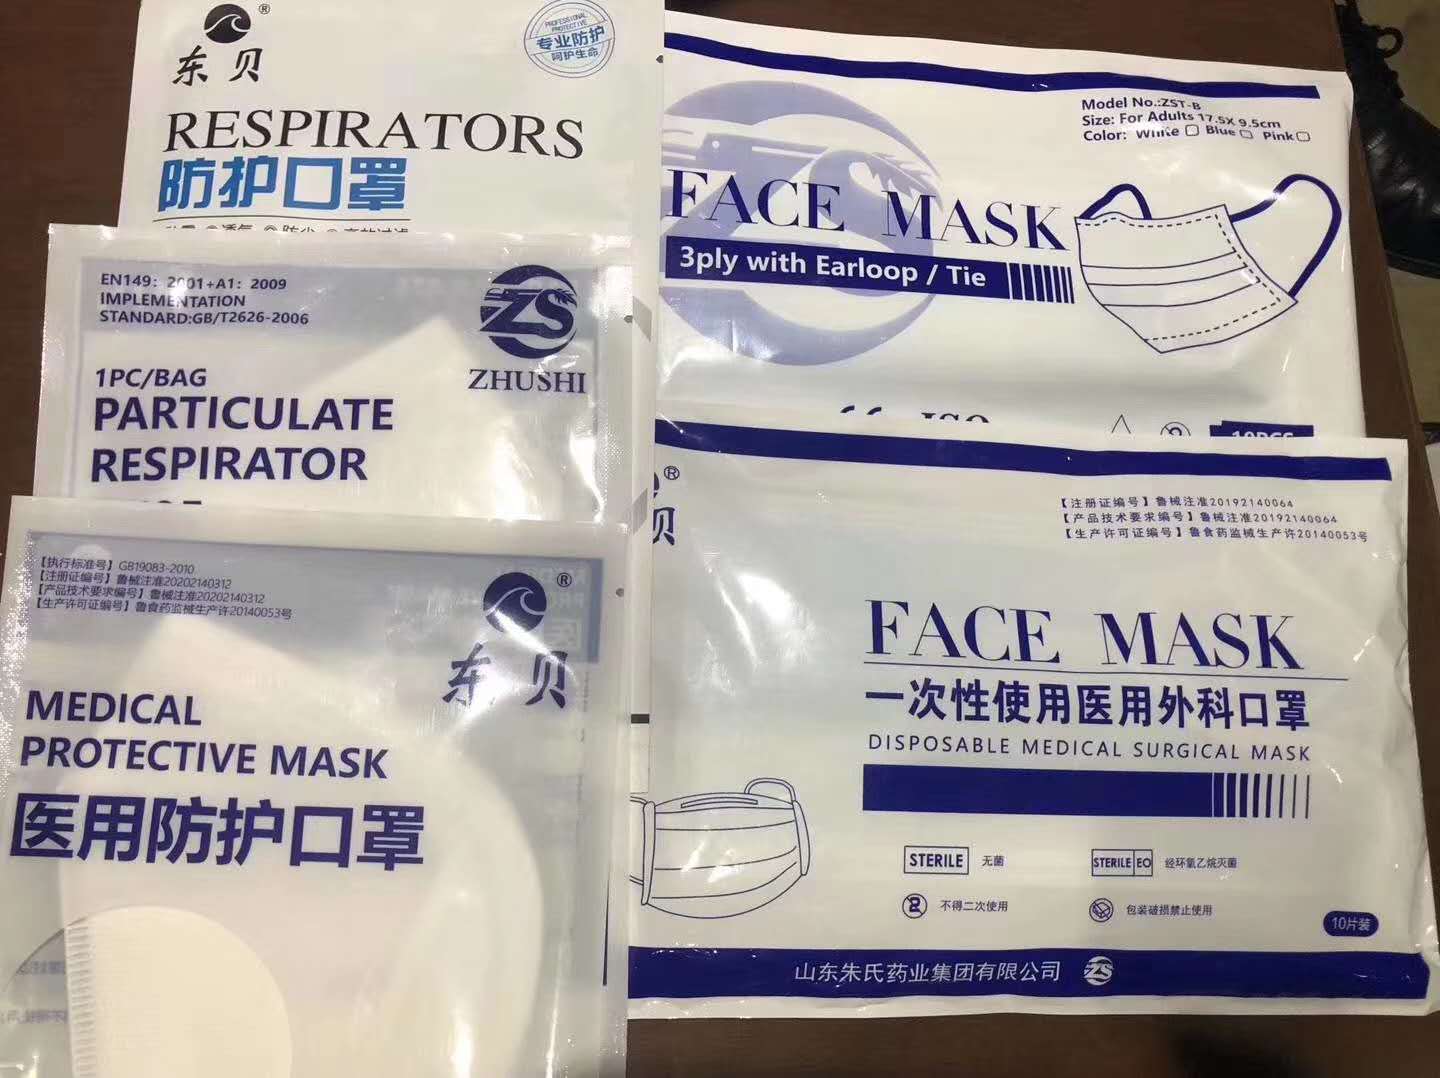 ®
东贝
PROFESSIONAL
PROTECTIVE
专业防护
呵护生命
RESPIRATORS
防护口罩
Model No.:ZST-B
Size: For Adults 17.5X 9.5cm
Color: White Blue Pink
FACE MASK
3ply with Earloop / Tie
ISO
10PCS
EN149: 2001+A1: 2009
IMPLEMENTATION
STANDARD:GB/T2626-2006
ZS
ZHUSHI
1PC/BAG
PARTICULATE
RESPIRATOR
【执行标准号】GB19083-2010
【注册证编号】鲁械注准20202140312
【产品技术要求编号】鲁械注准20202140312
【生产许可证编号】鲁食药监械生产许20140053号
®
东贝
MEDICAL
PROTECTIVE MASK
医用防护口罩
®
贝
【注册证编号】鲁械注准20192140064
【产品技术要求编号】鲁械注准20192140064
【生产许可证编号】鲁食药监械生产许20140053号
FACE MASK
一次性使用医用外科口罩
DISPOSABLE MEDICAL SURGICAL MASK
STERILE 无菌
STERILE EO 经环氧乙烷灭菌
不得二次使用
包装破损禁止使用
10片装
山东朱氏药业集团有限公司 ZS